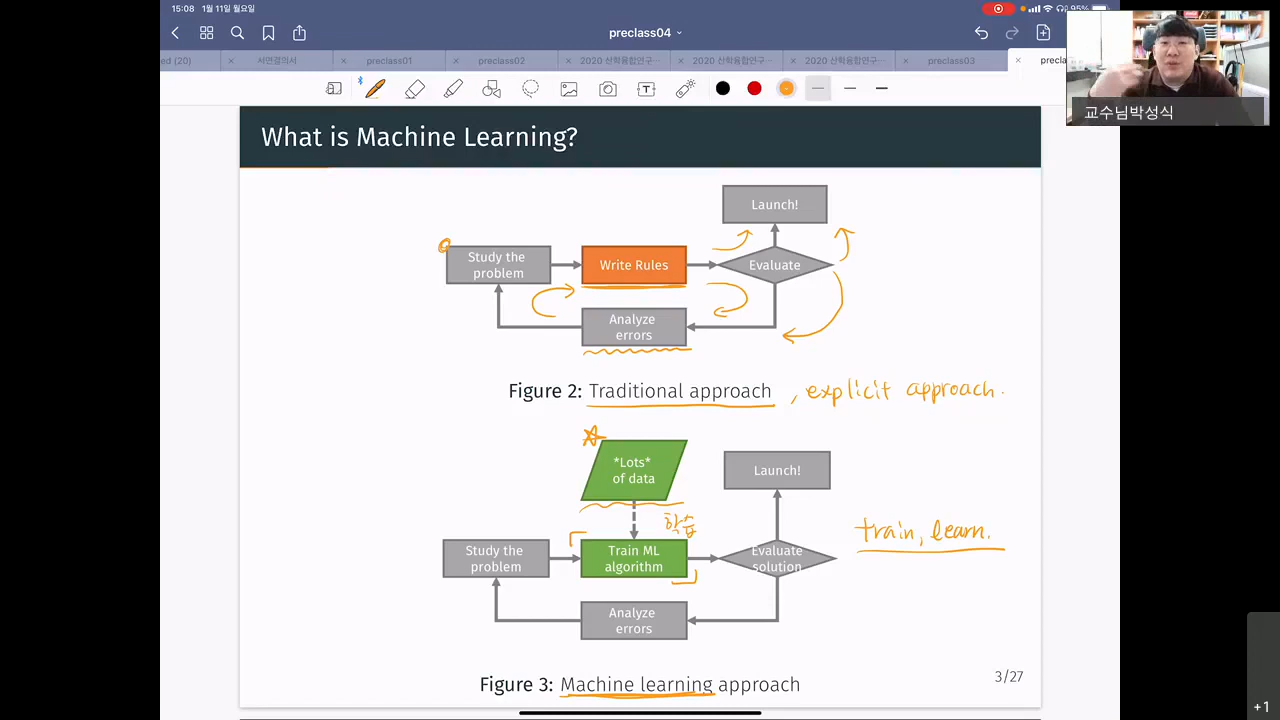 15:08 1월 11일 월요일
95%
preclass04
ed (20)
서면결의서
preclass01
preclass02
2020 산학융합연구…
2020 산학융합연구…
2020 산학융합연구…
preclass03
precla
교수님박성식
What is Machine Learning?
Launch!
Study the
problem
Write Rules
Evaluate
Analyze
errors
Figure 2: Traditional approach , explicit approach.
*Lots*
of data
Launch!
학습
train, learn.
Study the
problem
Train ML
algorithm
Evaluate
solution
Analyze
errors
3/27
Figure 3: Machine learning approach
+1